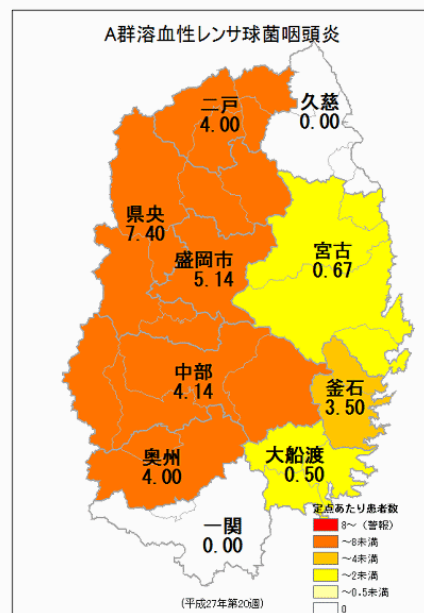 A群溶血性レンサ球菌咽頭炎
久慈
0.00
二戸
4.00
県央
7.40
盛岡市
5.14
宮古
0.67
中部
4.14
釜石
3.50
奥州
4.00
大船渡
0.50
一関
0.00
定点あたり患者数
8～（警報）
～8未満
～4未満
～2未満
～0.5未満
0
(平成27年第20週)